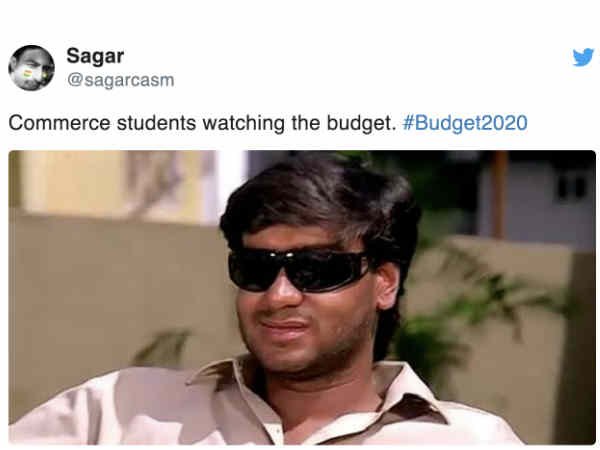 Sagar
@sagarcasm
Commerce students watching the budget. #Budget2020